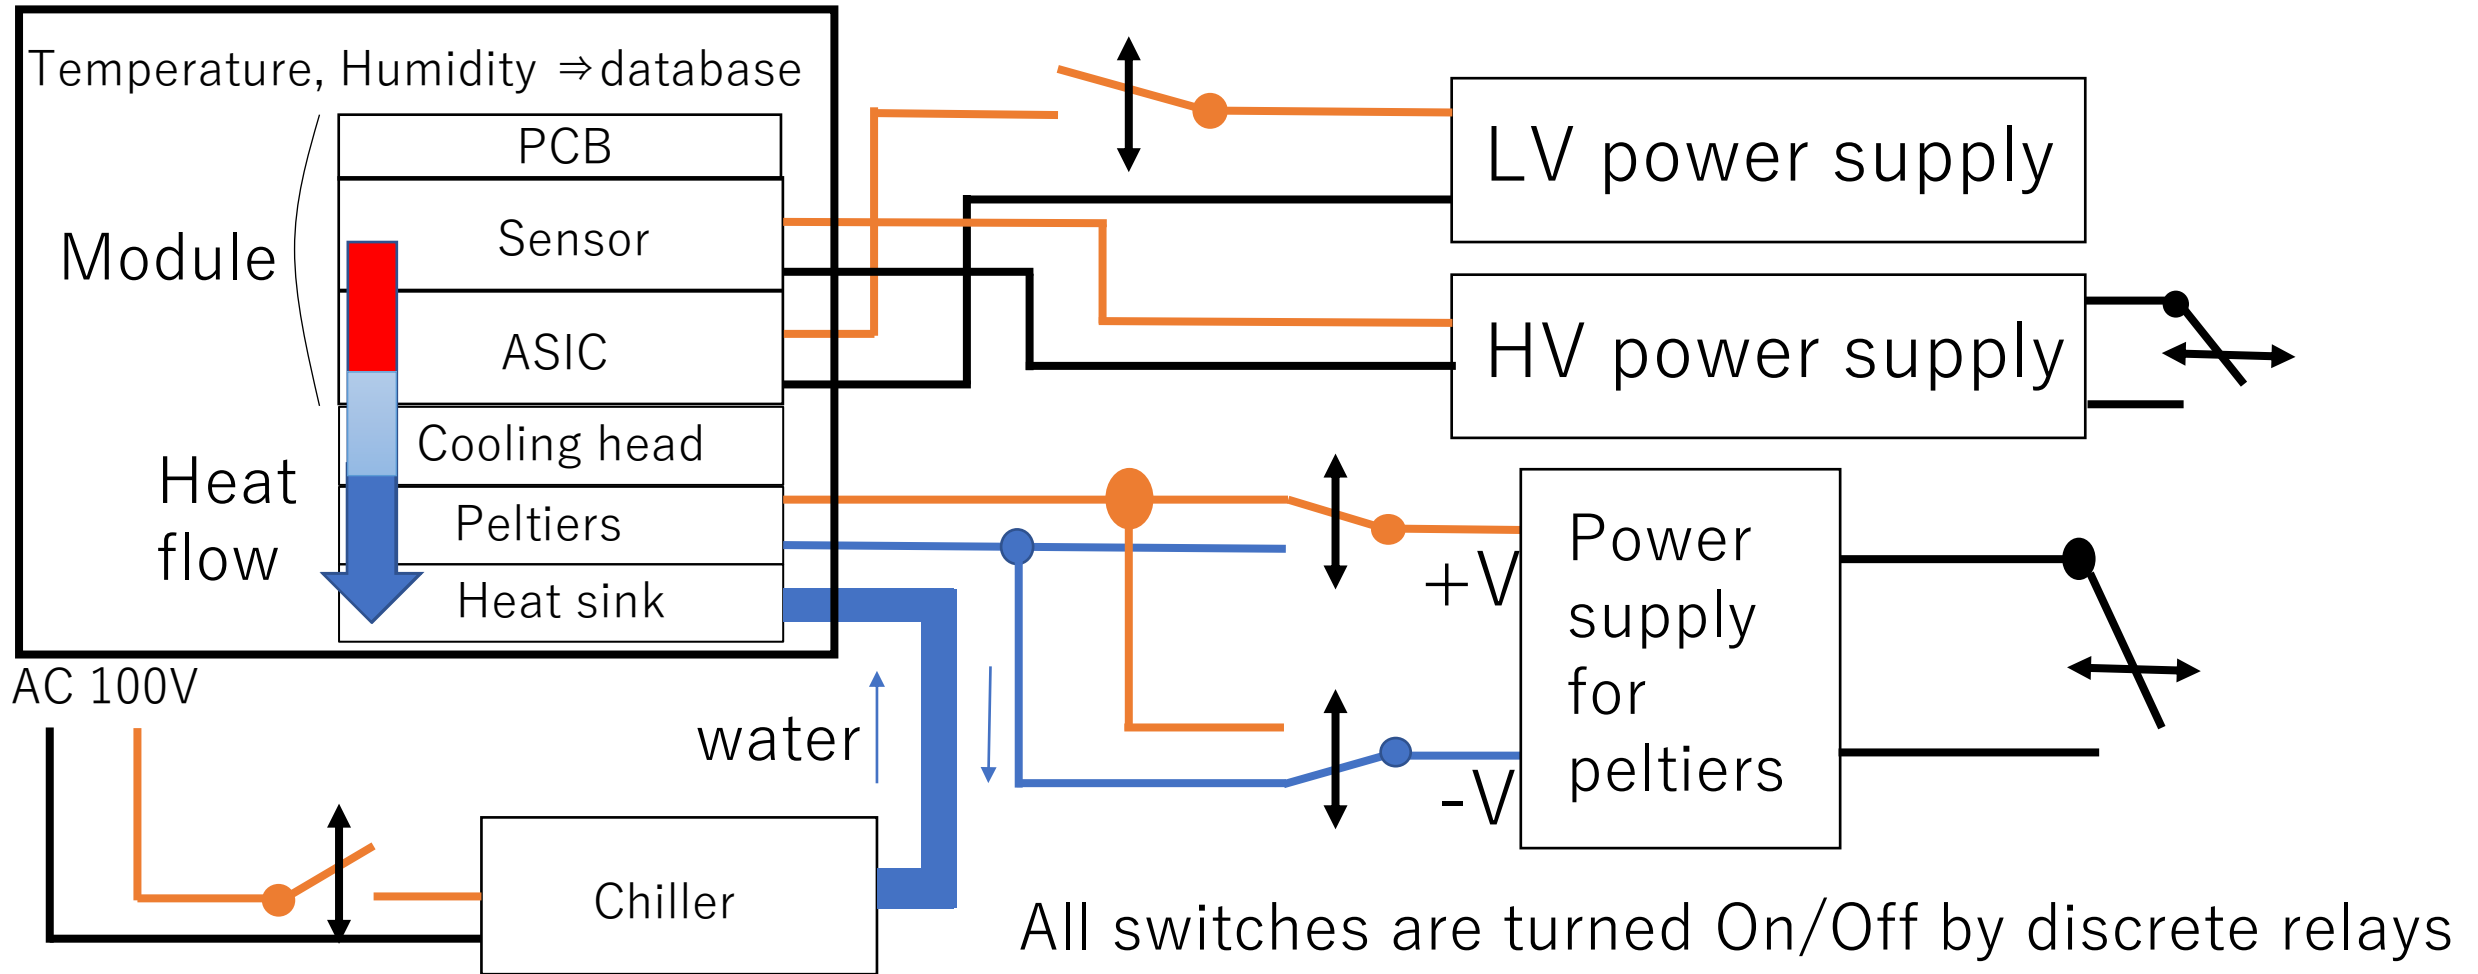 Temperature, Humidity ⇒database
PCB
Sensor
Module
ASIC
Cooling head
Heat
flow
Peltiers
Heat sink
LV power supply
HV power supply
+V
-V
Power
supply
for
peltiers
AC 100V
water
Chiller
All switches are turned On/Off by discrete relays